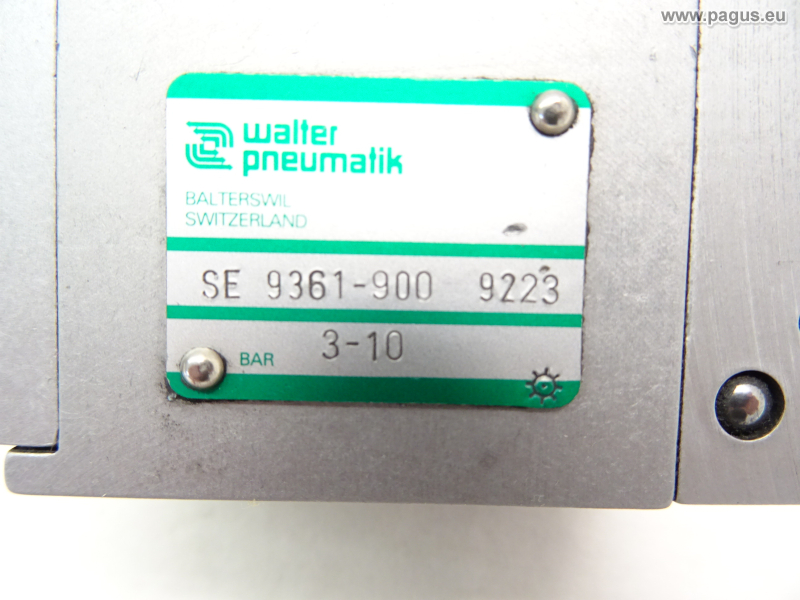 www.pagus.eu
walter
pneumatik
BALTERSWIL
SWITZERLAND
SE 9361-900 9223
BAR 3-10